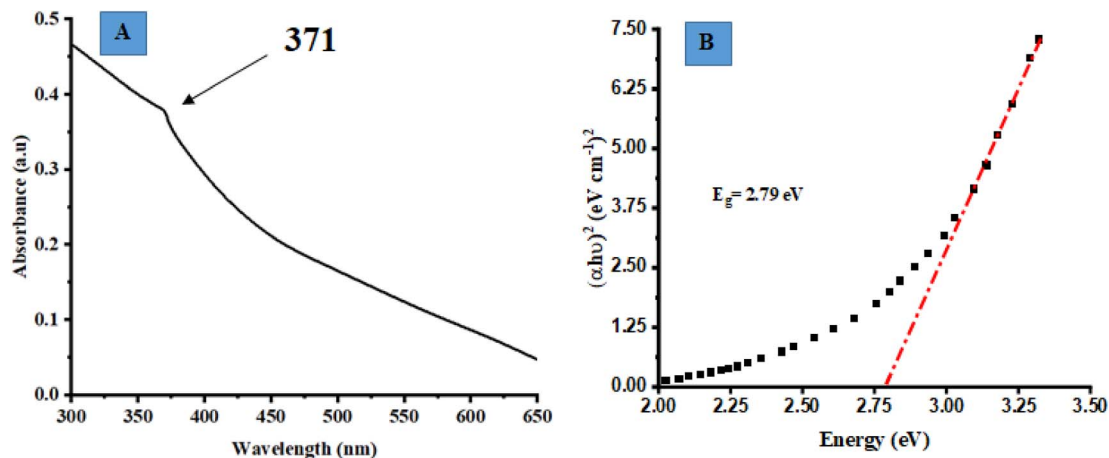 A
371
0.5
0.4
0.3
0.2
0.1
0.0
Absorbance (a.u)
300 350 400 450 500 550 600 650
Wavelength (nm)
B
7.50
6.25
5.00
3.75
2.50
1.25
0.00
(αhυ)² (eV cm⁻¹)²
E_g= 2.79 eV
2.00 2.25 2.50 2.75 3.00 3.25 3.50
Energy (eV)